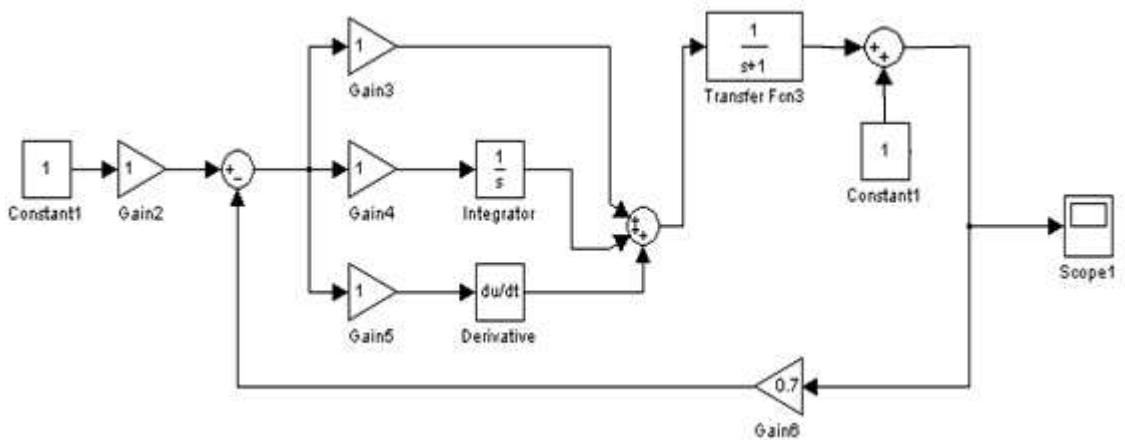 1
Gain3
1
s+1
Transfer Fcn3
+
+
1
Constant1
1
Gain2
+
−
1
Gain4
1
s
Integrator
+
+
+
1
Constant1
Scope1
1
Gain5
du/dt
Derivative
0.7
Gain6